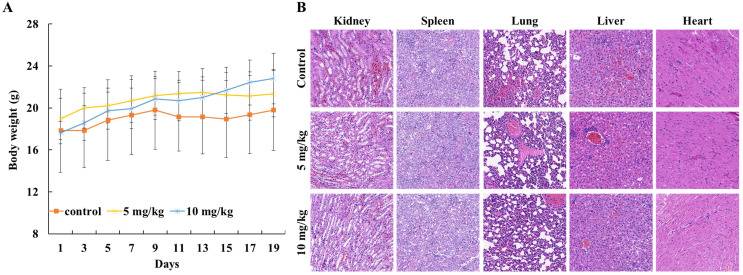 A
Body weight (g)
28
24
20
16
12
8
control 5 mg/kg 10 mg/kg
1 3 5 7 9 11 13 15 17 19
Days
B
Kidney Spleen Lung Liver Heart
Control
5 mg/kg
10 mg/kg